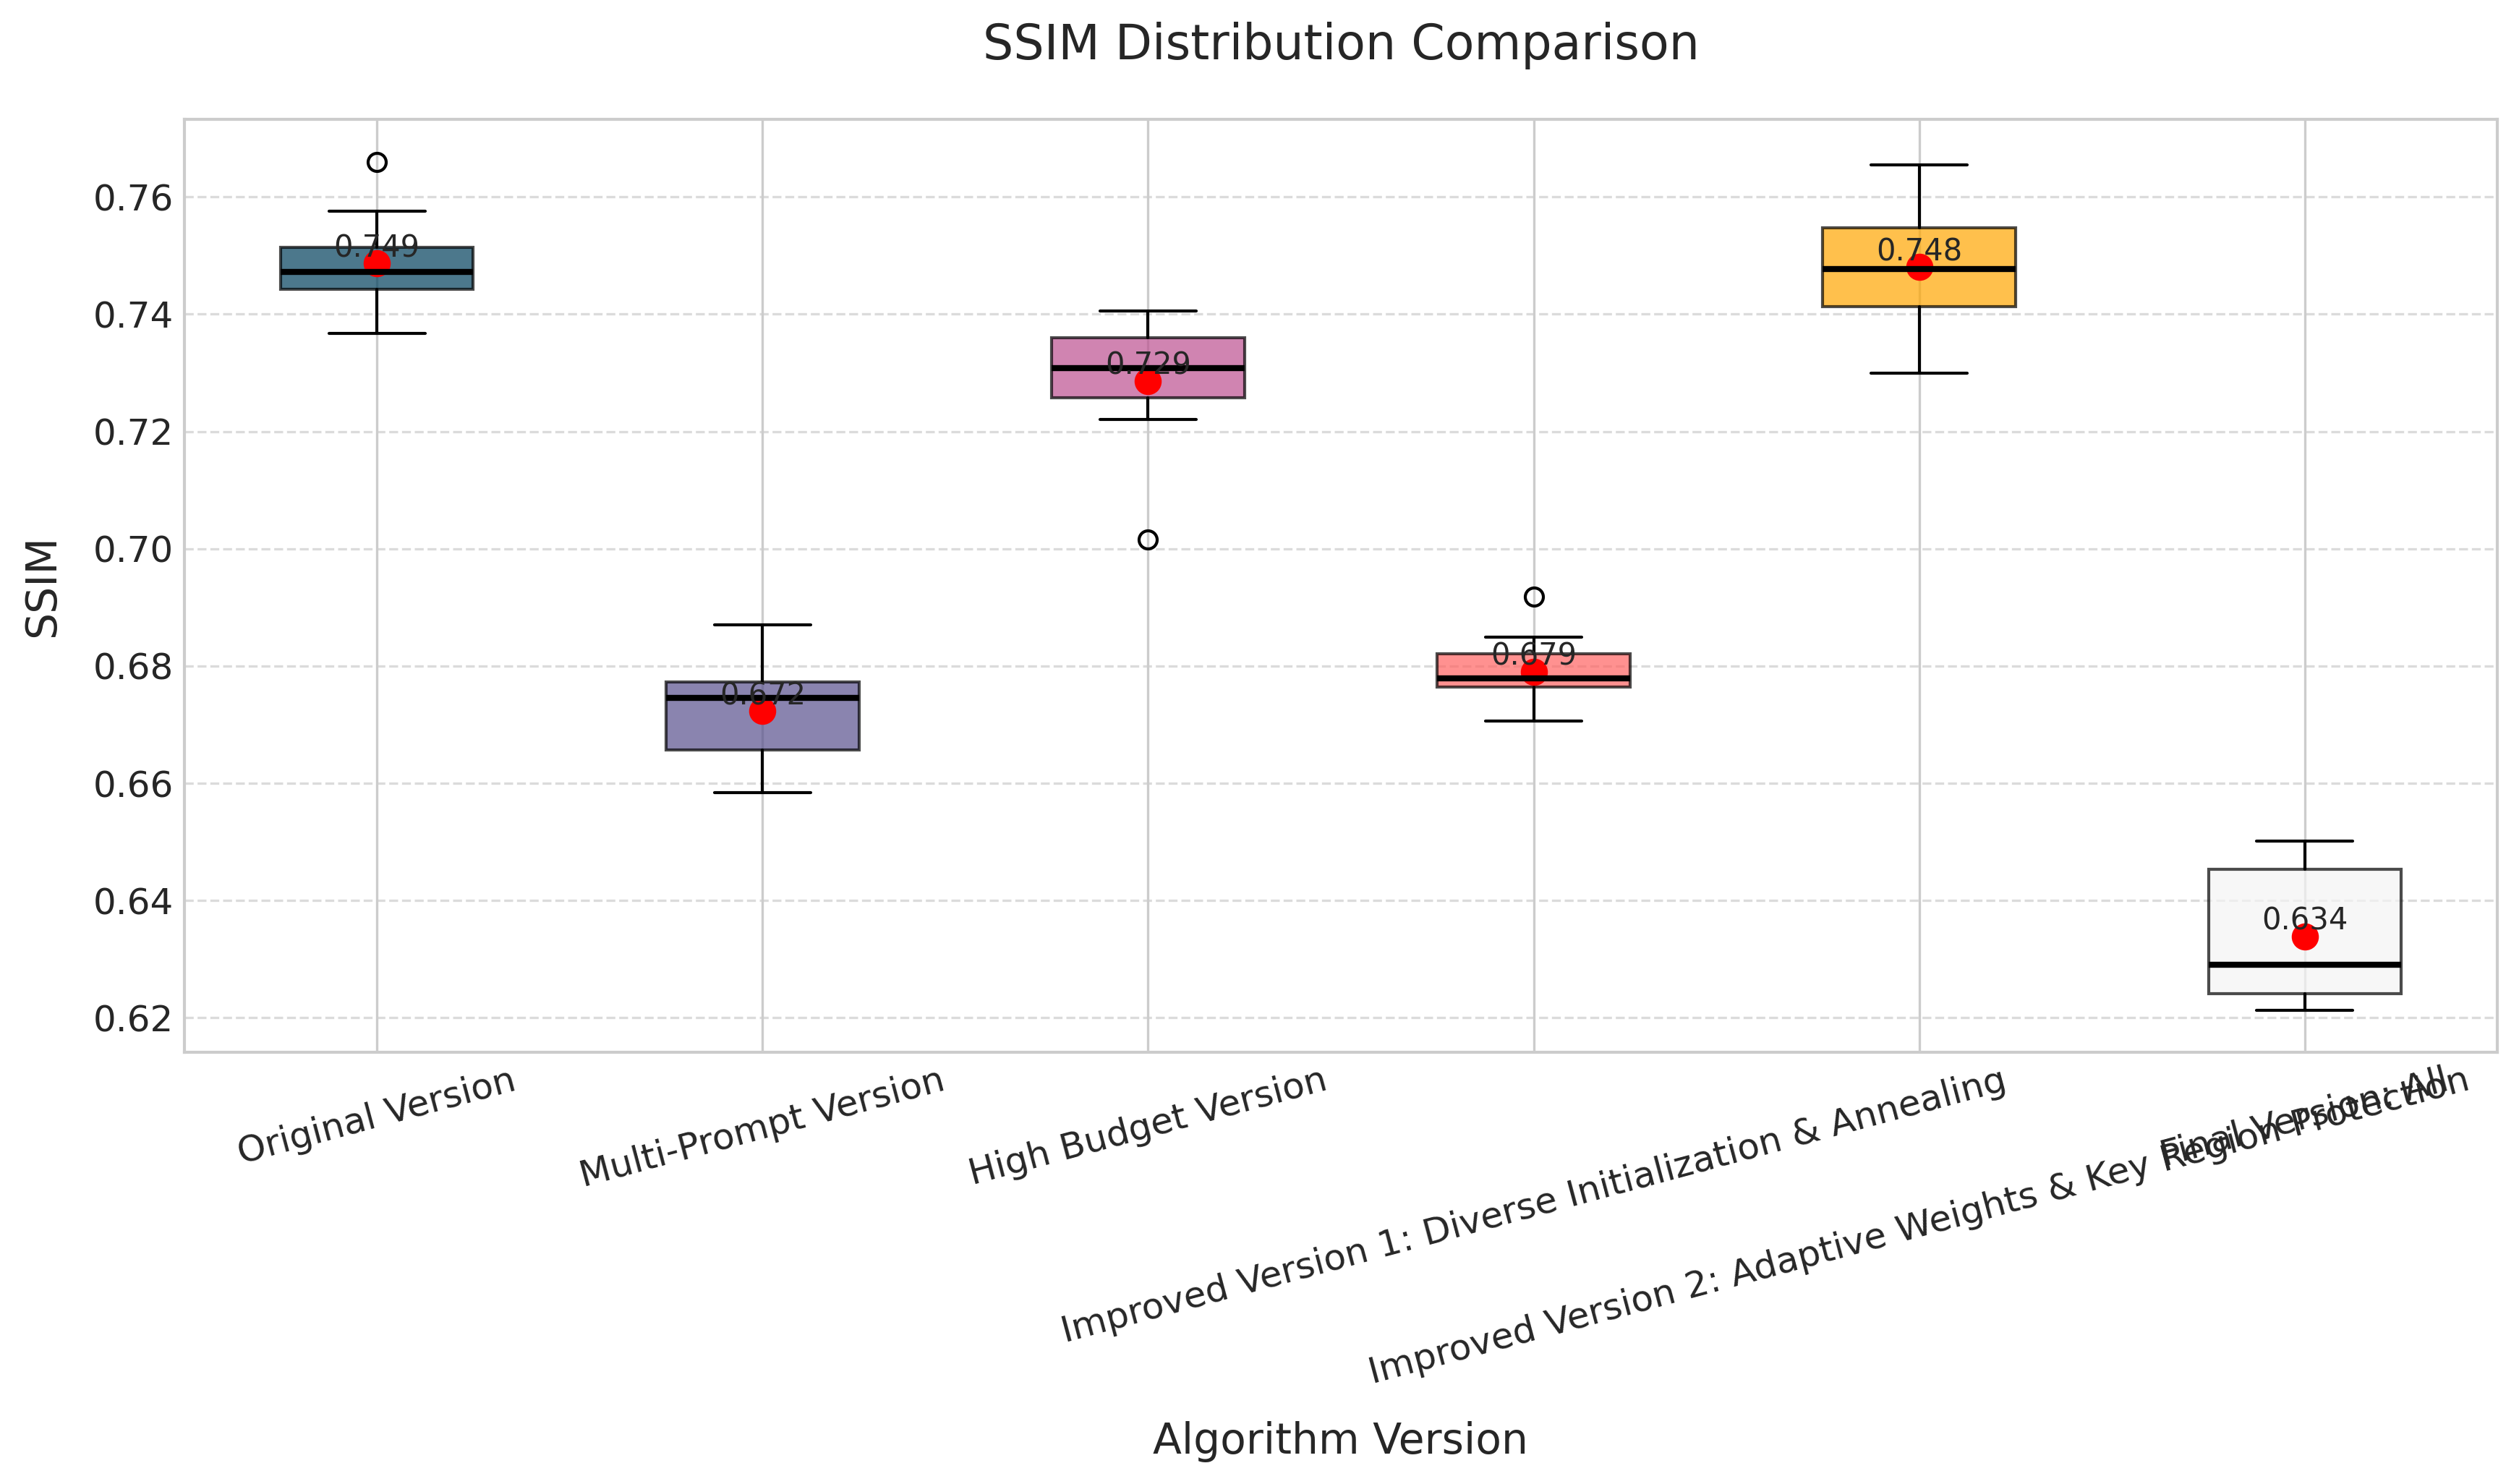 SSIM Distribution Comparison
SSIM
0.76
0.74
0.72
0.70
0.68
0.66
0.64
0.62
0.749
0.672
0.729
0.679
0.748
0.634
Original Version
Multi-Prompt Version
High Budget Version
Improved Version 1: Diverse Initialization & Annealing
Improved Version 2: Adaptive Weights & Key Region Protection
Final Version: All
Algorithm Version